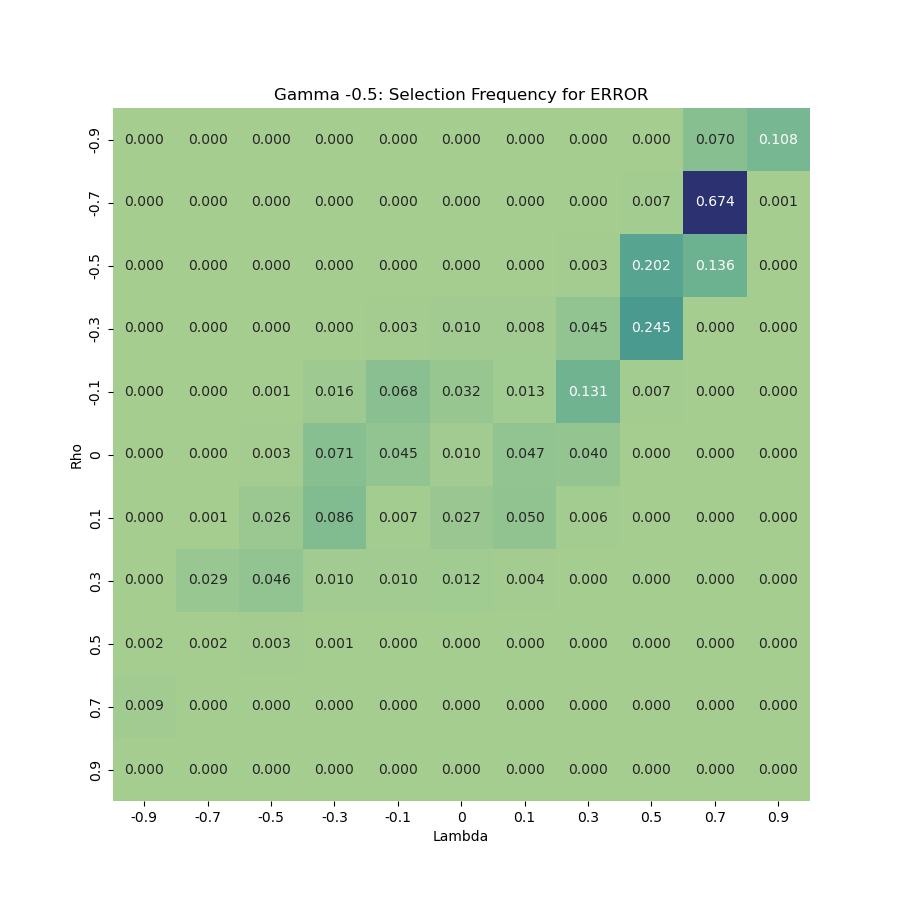 Gamma -0.5: Selection Frequency for ERROR
-0.9 0.000 0.000 0.000 0.000 0.000 0.000 0.000 0.000 0.000 0.070 0.108
-0.7 0.000 0.000 0.000 0.000 0.000 0.000 0.000 0.000 0.007 0.674 0.001
-0.5 0.000 0.000 0.000 0.000 0.000 0.000 0.000 0.003 0.202 0.136 0.000
-0.3 0.000 0.000 0.000 0.000 0.003 0.010 0.008 0.045 0.245 0.000 0.000
-0.1 0.000 0.000 0.001 0.016 0.068 0.032 0.013 0.131 0.007 0.000 0.000
Rho
0 0.000 0.000 0.003 0.071 0.045 0.010 0.047 0.040 0.000 0.000 0.000
0.1 0.000 0.001 0.026 0.086 0.007 0.027 0.050 0.006 0.000 0.000 0.000
0.3 0.000 0.029 0.046 0.010 0.010 0.012 0.004 0.000 0.000 0.000 0.000
0.5 0.002 0.002 0.003 0.001 0.000 0.000 0.000 0.000 0.000 0.000 0.000
0.7 0.009 0.000 0.000 0.000 0.000 0.000 0.000 0.000 0.000 0.000 0.000
0.9 0.000 0.000 0.000 0.000 0.000 0.000 0.000 0.000 0.000 0.000 0.000
-0.9 -0.7 -0.5 -0.3 -0.1 0 0.1 0.3 0.5 0.7 0.9
Lambda